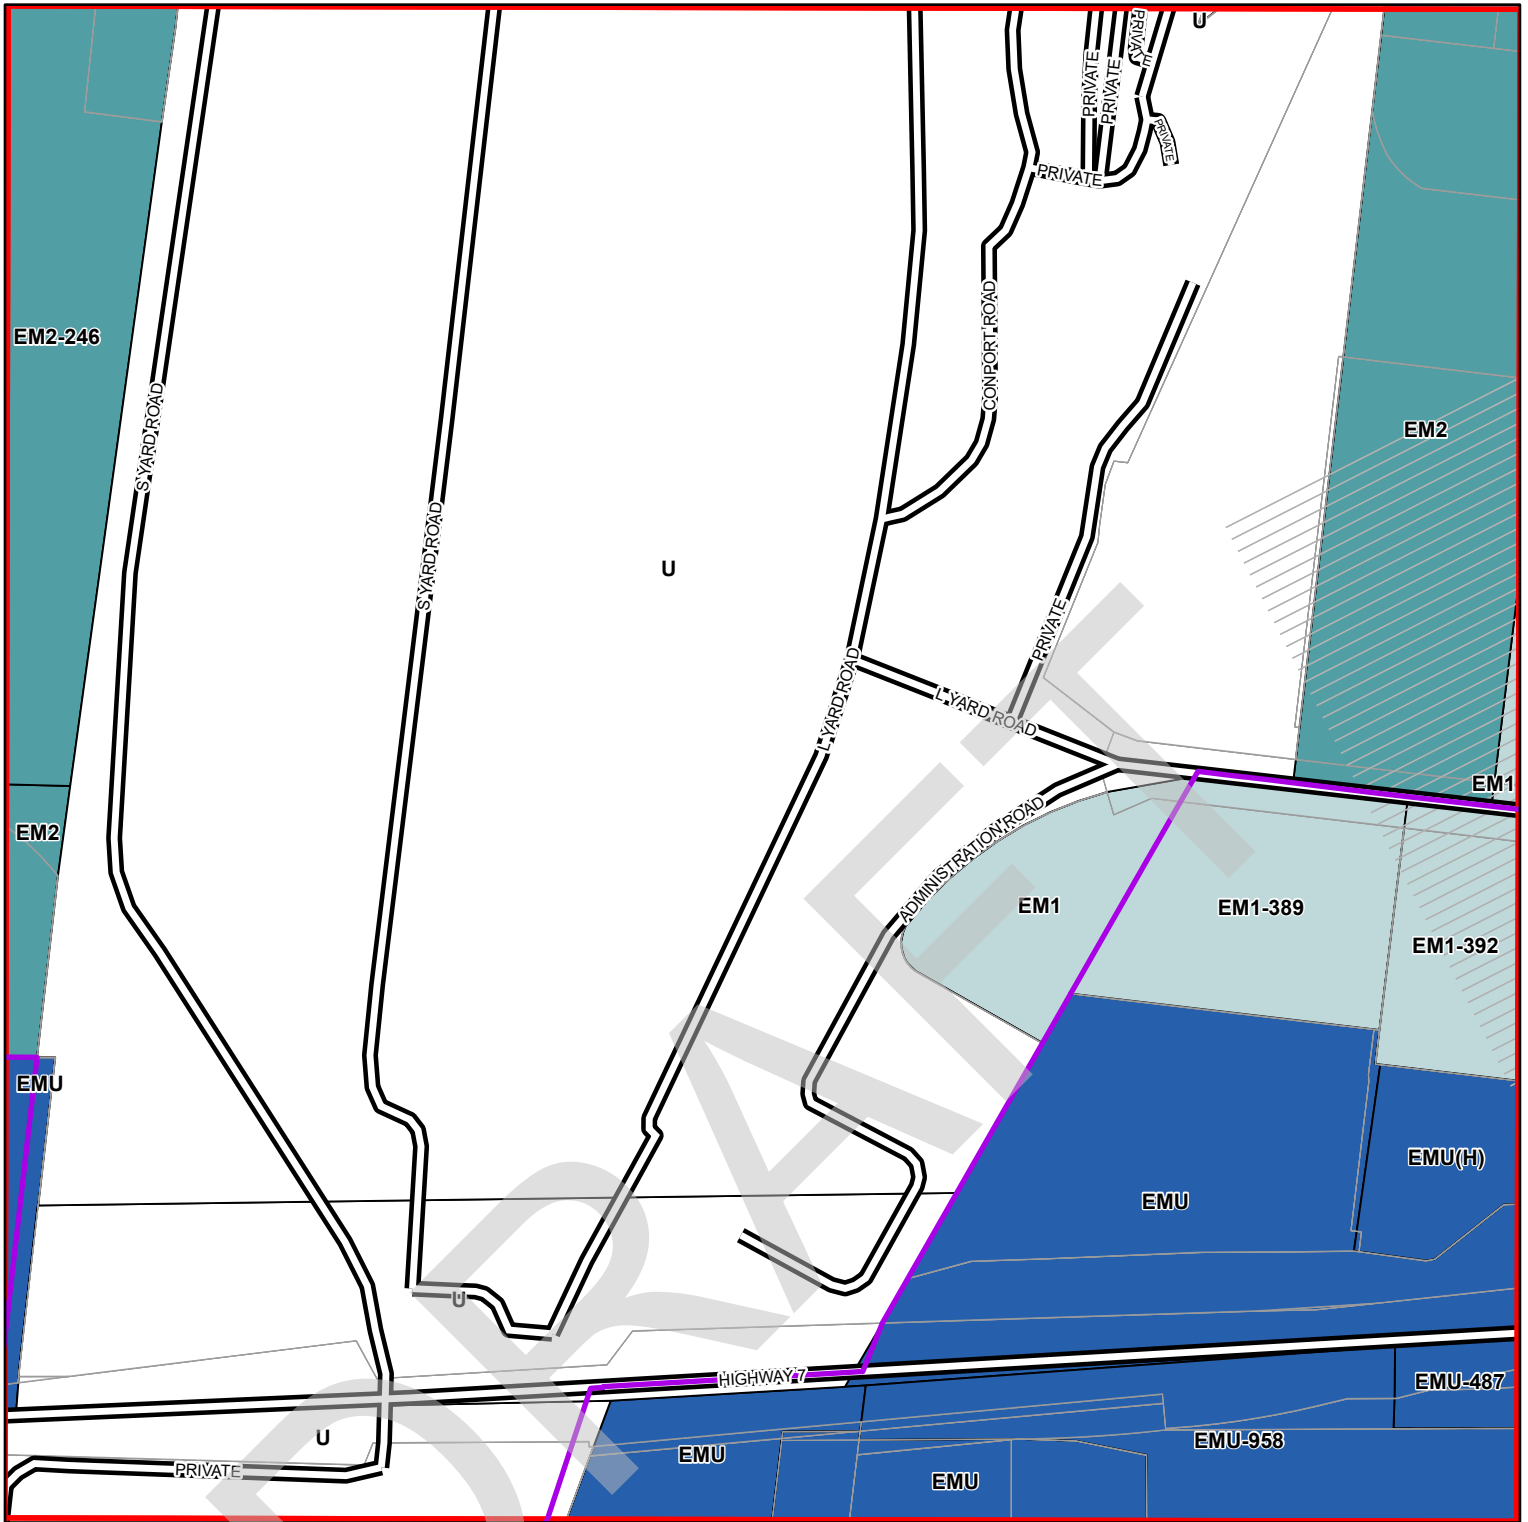 U
PRIVATE
PRIVATE
PRIVATE
PRIVATE
PRIVATE
EM2-246
CONPORT ROAD
S YARD ROAD
EM2
S YARD ROAD
U
PRIVATE
L YARD ROAD
L YARD ROAD
EM1
EM2
ADMINISTRATION ROAD
EM1
EM1-389
EM1-392
EMU
EMU(H)
EMU
U
HIGHWAY 7
EMU-487
U
EMU
EMU-958
PRIVATE
EMU
DRAFT